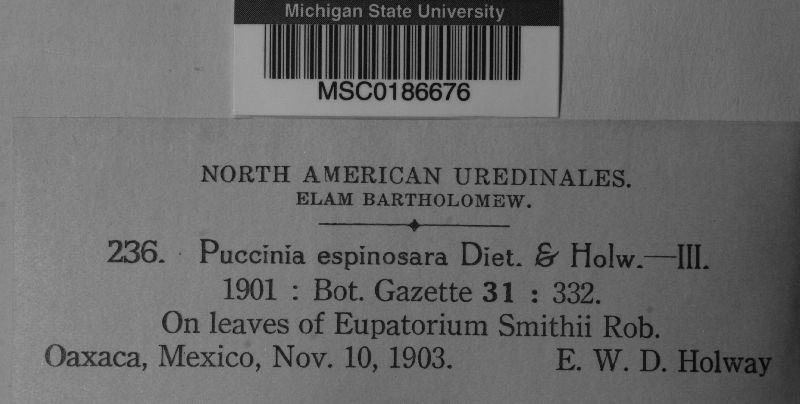 Michigan State University
MSC0186676
NORTH AMERICAN UREDINALES.
ELAM BARTHOLOMEW.
236. Puccinia espinosara Diet. & Holw.—III.
1901 : Bot. Gazette 31 : 332.
On leaves of Eupatorium Smithii Rob.
Oaxaca, Mexico, Nov. 10, 1903. E. W. D. Holway